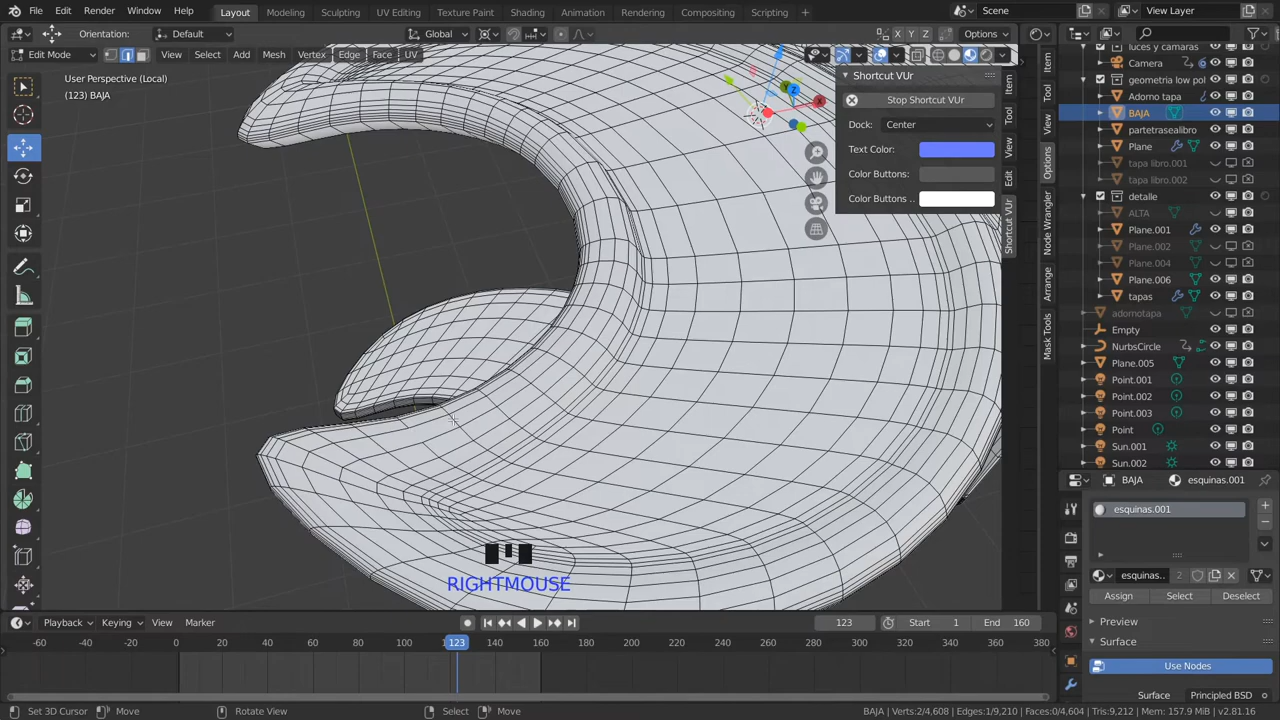 File Edit Render Window Help Layout Modeling Sculpting UV Editing Texture Paint Shading Animation Rendering Compositing Scripting + Scene View Layer
Orientation: Default Global Options
Edit Mode View Select Add Mesh Vertex Edge Face UV
User Perspective (Local)
(123) BAJA
Shortcut VUr
Stop Shortcut VUr
Dock: Center
Text Color:
Color Buttons:
Color Buttons ..
Item
Tool
View
Edit
Shortcut VUr
Item
Tool
View
Options
Node Wrangler
Arrange
Mask Tools
X
Z
luces y camaras
Camera
geometria low pol
Adorno tapa
BAJA
partetrasealibro
Plane
tapa libro.001
tapa libro.002
detalle
ALTA
Plane.001
Plane.002
Plane.004
Plane.006
tapas
adornotapa
Empty
NurbsCircle
Plane.005
Point.001
Point.002
Point.003
Point
Sun.001
Sun.002
BAJA esquinas.001
esquinas.001
esquinas.. 2
Assign Select Deselect
Preview
Surface
Use Nodes
Surface Principled BSD
RIGHTMOUSE
Playback Keying View Marker 123 Start 1 End 160
-60 -40 -20 0 20 40 60 80 100 123 140 160 180 200 220 240 260 280 300 320 340 360 380
Set 3D Cursor Move Rotate View Select Move BAJA | Verts:2/4,608 | Edges:1/9,210 | Faces:0/4,604 | Tris:9,212 | Mem: 157.9 MiB | v2.81.16